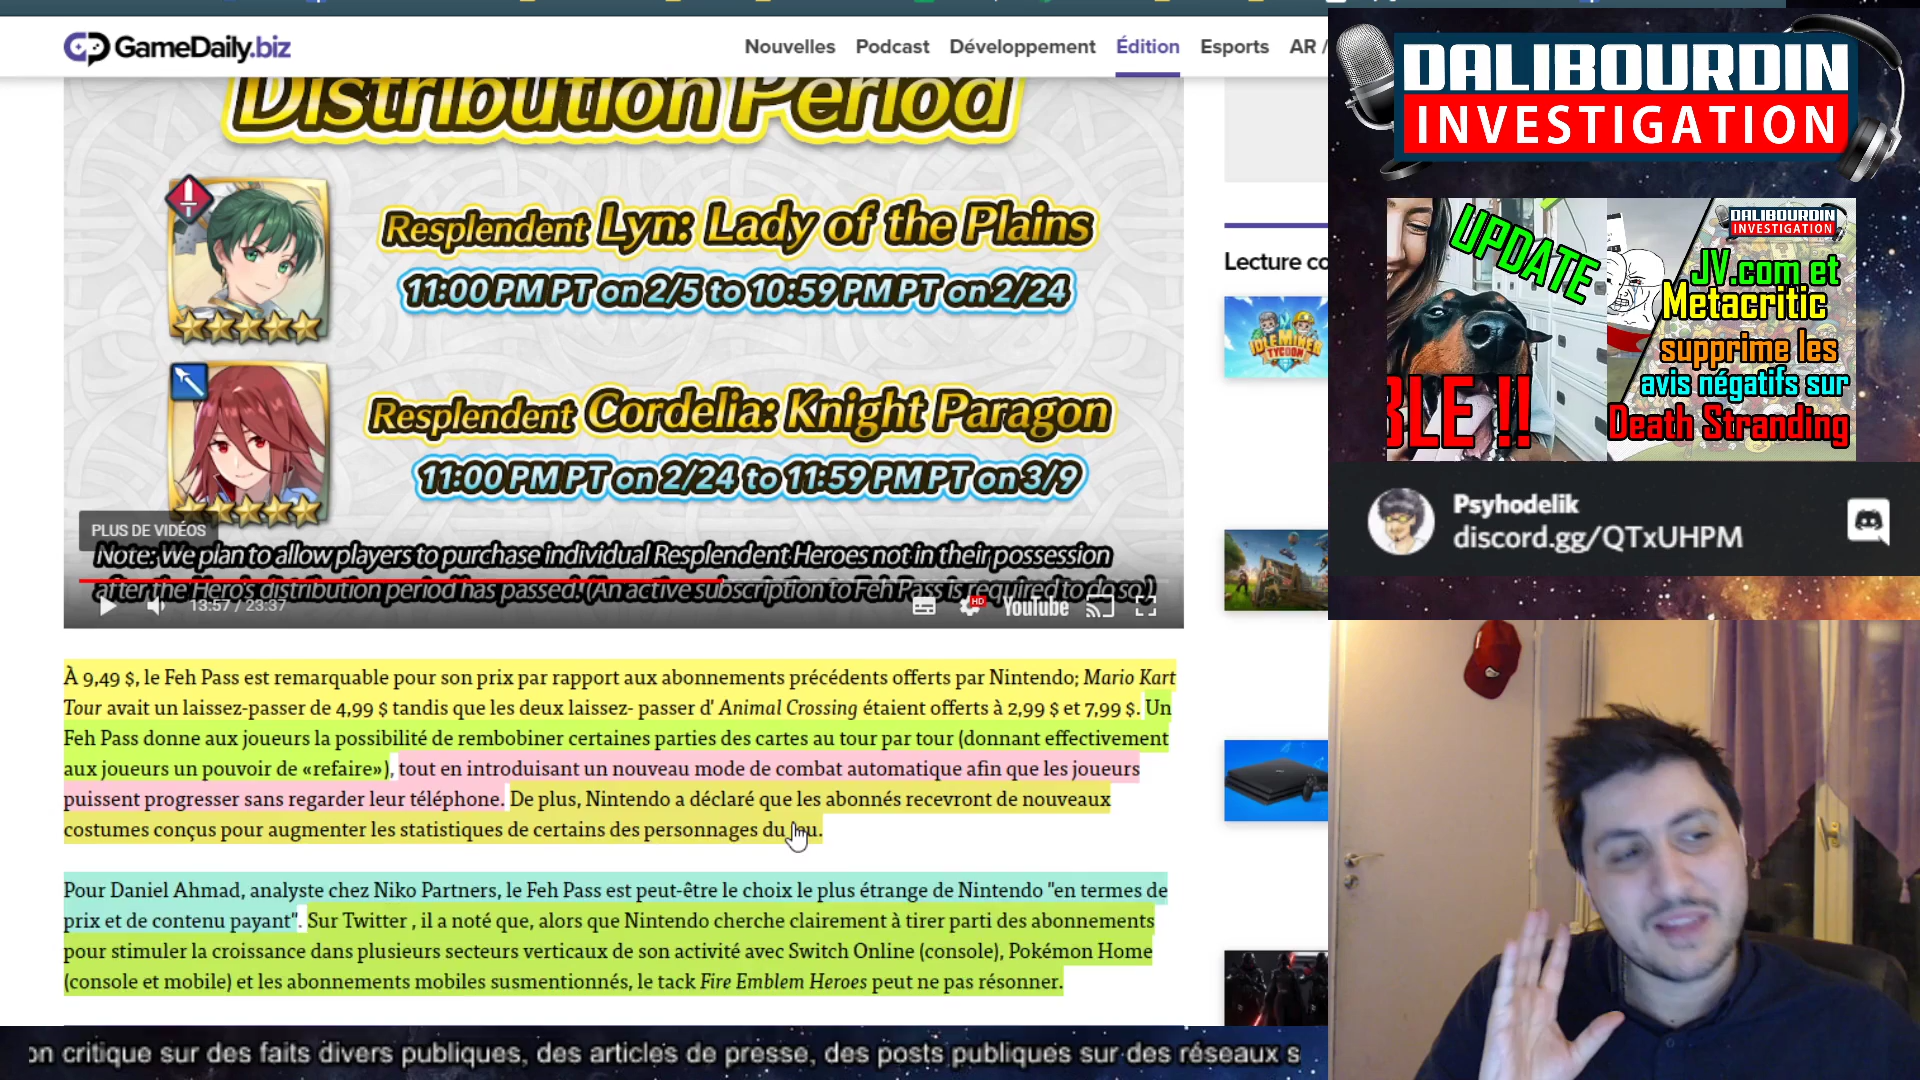 GameDaily.biz
Nouvelles Podcast Développement Édition Esports AR /
Distribution Period
Resplendent Lyn: Lady of the Plains
11:00 PM PT on 2/5 to 10:59 PM PT on 2/24
Resplendent Cordelia: Knight Paragon
11:00 PM PT on 2/24 to 11:59 PM PT on 3/9
PLUS DE VIDÉOS
Note: We plan to allow players to purchase individual Resplendent Heroes not in their possession
after the Hero's distribution period has passed. (An active subscription to Feh Pass is required to do so.)
13:57 / 23:37
HD
YouTube
À 9,49 $, le Feh Pass est remarquable pour son prix par rapport aux abonnements précédents offerts par Nintendo; Mario Kart
Tour avait un laissez-passer de 4,99 $ tandis que les deux laissez- passer d' Animal Crossing étaient offerts à 2,99 $ et 7,99 $. Un
Feh Pass donne aux joueurs la possibilité de rembobiner certaines parties des cartes au tour par tour (donnant effectivement
aux joueurs un pouvoir de «refaire»), tout en introduisant un nouveau mode de combat automatique afin que les joueurs
puissent progresser sans regarder leur téléphone. De plus, Nintendo a déclaré que les abonnés recevront de nouveaux
costumes conçus pour augmenter les statistiques de certains des personnages du jeu.
Pour Daniel Ahmad, analyste chez Niko Partners, le Feh Pass est peut-être le choix le plus étrange de Nintendo "en termes de
prix et de contenu payant". Sur Twitter , il a noté que, alors que Nintendo cherche clairement à tirer parti des abonnements
pour stimuler la croissance dans plusieurs secteurs verticaux de son activité avec Switch Online (console), Pokémon Home
(console et mobile) et les abonnements mobiles susmentionnés, le tack Fire Emblem Heroes peut ne pas résonner.
Lecture co
IDLE MINER
TYCOON
DALIBOURDIN
INVESTIGATION
UPDATE
BLE !!
DALIBOURDIN
INVESTIGATION
JV.com et
Metacritic
supprime les
avis négatifs sur
Death Stranding
Psyhodelik
discord.gg/QTxUHPM
on critique sur des faits divers publiques, des articles de presse, des posts publiques sur des réseaux s